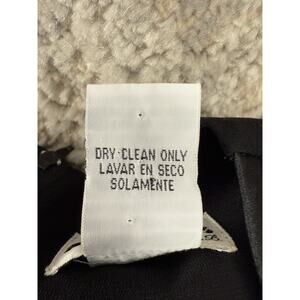 DRY CLEAN ONLY
LAVAR EN SECO
SOLAMENTE